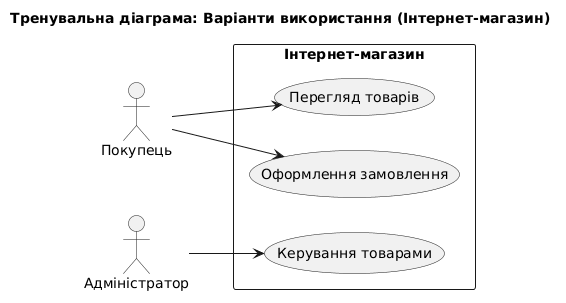 Тренувальна діаграма: Варіанти використання (Інтернет-магазин)
Інтернет-магазин
Перегляд товарів
Покупець
Оформлення замовлення
Керування товарами
Адміністратор